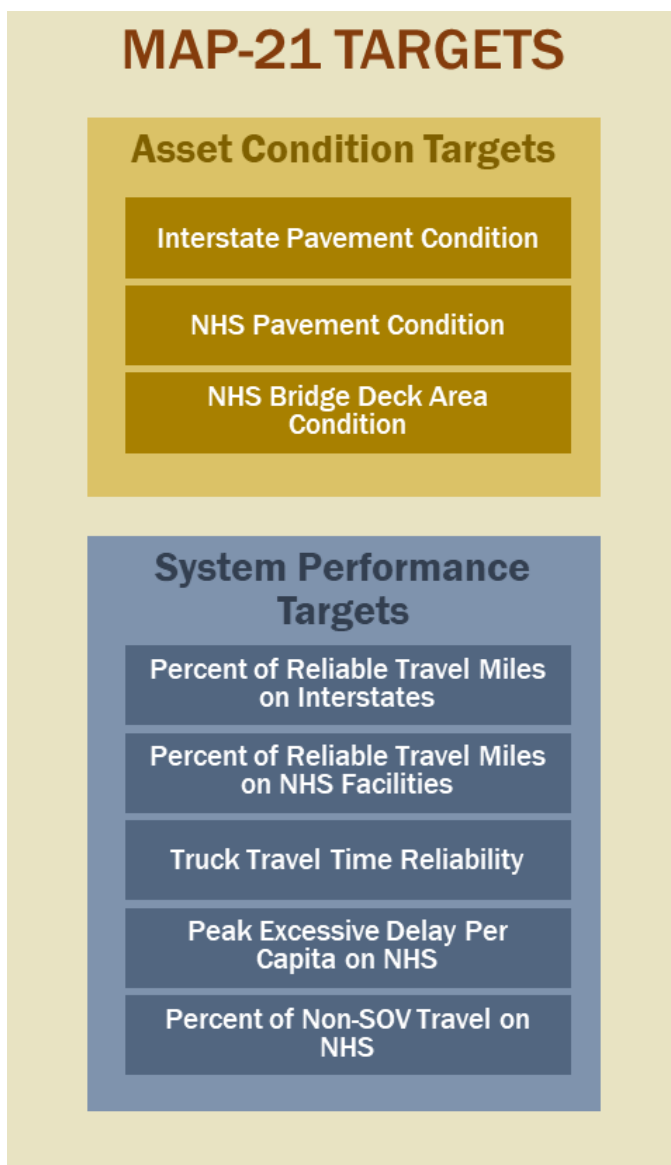 MAP-21 TARGETS
Asset Condition Targets
Interstate Pavement Condition
NHS Pavement Condition
NHS Bridge Deck Area
Condition
System Performance
Targets
Percent of Reliable Travel Miles
on Interstates
Percent of Reliable Travel Miles
on NHS Facilities
Truck Travel Time Reliability
Peak Excessive Delay Per
Capita on NHS
Percent of Non-SOV Travel on
NHS